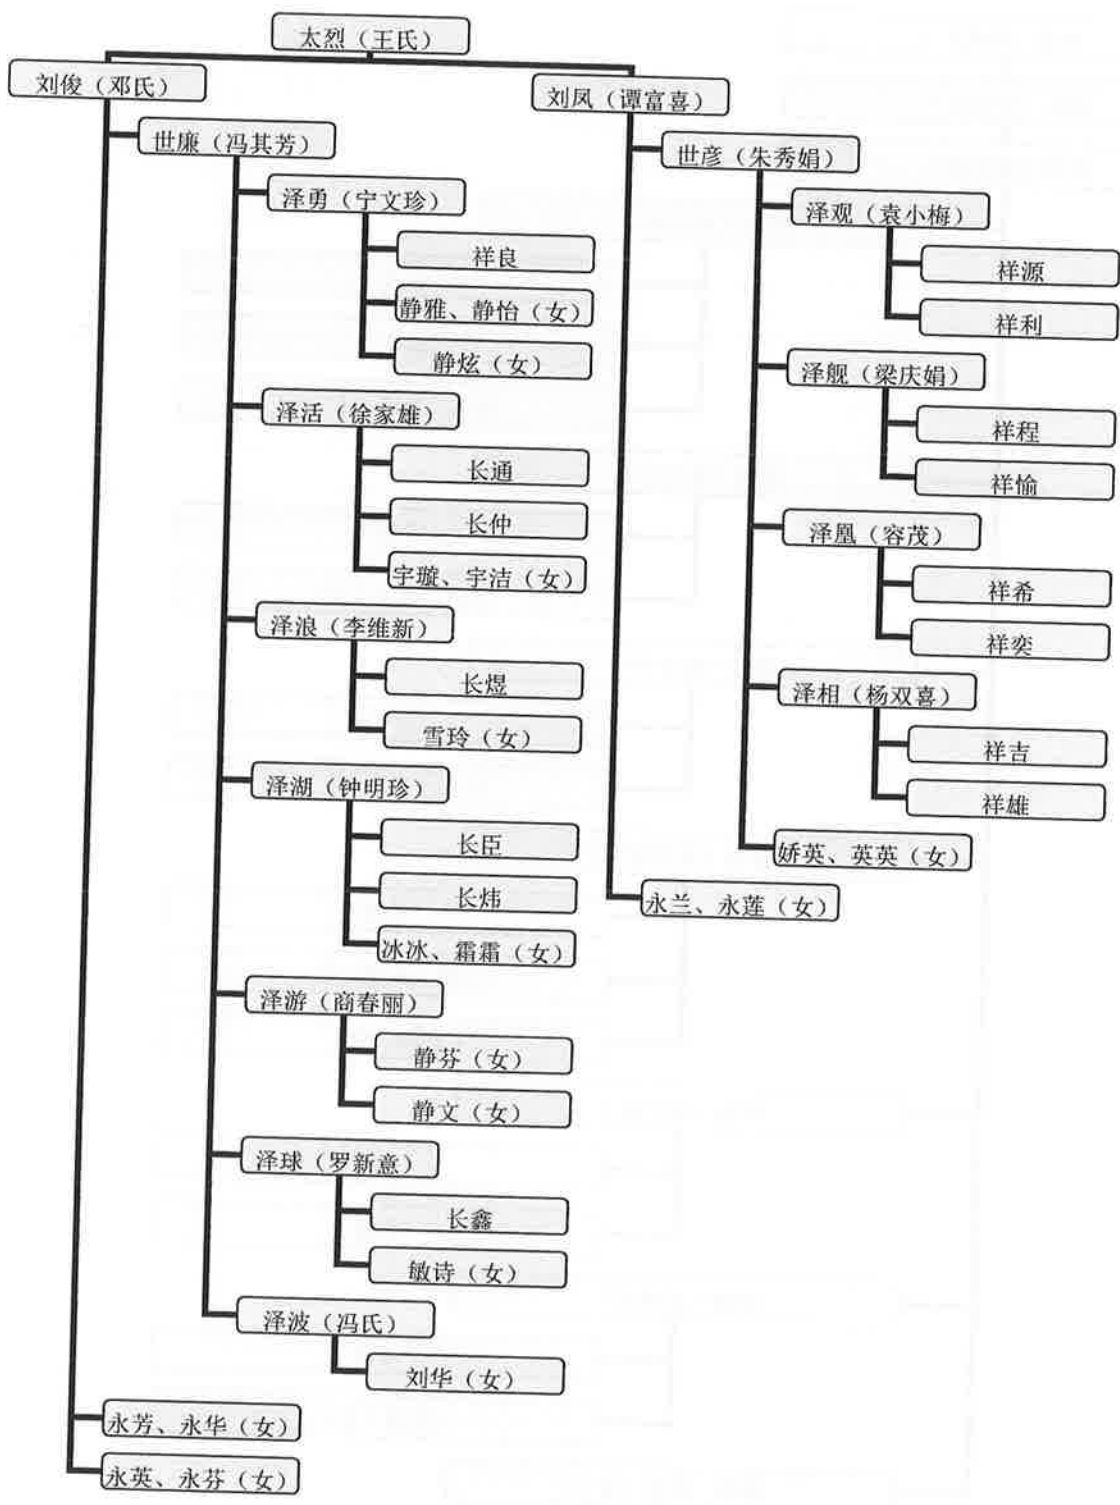 太烈（王氏）
刘俊（邓氏）
世廉（冯其芳）
泽勇（宁文珍）
祥良
静雅、静怡（女）
静炫（女）
泽活（徐家雄）
长通
长仲
宇璇、宇洁（女）
泽浪（李维新）
长煜
雪玲（女）
泽湖（钟明珍）
长臣
长炜
冰冰、霜霜（女）
泽游（商春丽）
静芬（女）
静文（女）
泽球（罗新意）
长鑫
敏诗（女）
泽波（冯氏）
刘华（女）
永芳、永华（女）
永英、永芬（女）
刘凤（谭富喜）
世彦（朱秀娟）
泽观（袁小梅）
祥源
祥利
泽舰（梁庆娟）
祥程
祥愉
泽凰（容茂）
祥希
祥奕
泽相（杨双喜）
祥吉
祥雄
娇英、英英（女）
永兰、永莲（女）